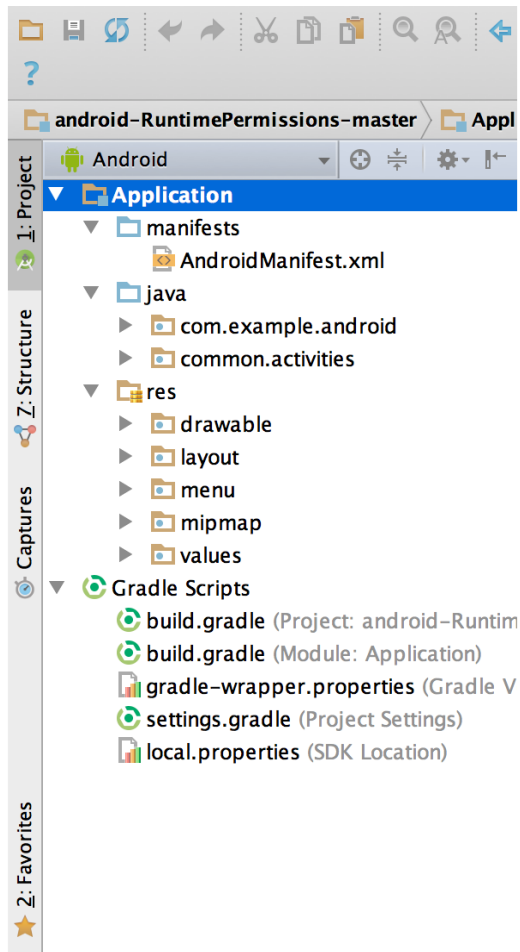 ?
android-RuntimePermissions-master
Appl
Android
Application
manifests
AndroidManifest.xml
java
com.example.android
common.activities
res
drawable
layout
menu
mipmap
values
Gradle Scripts
build.gradle (Project: android-Runtim
build.gradle (Module: Application)
gradle-wrapper.properties (Gradle V
settings.gradle (Project Settings)
local.properties (SDK Location)
1: Project
7: Structure
Captures
2: Favorites